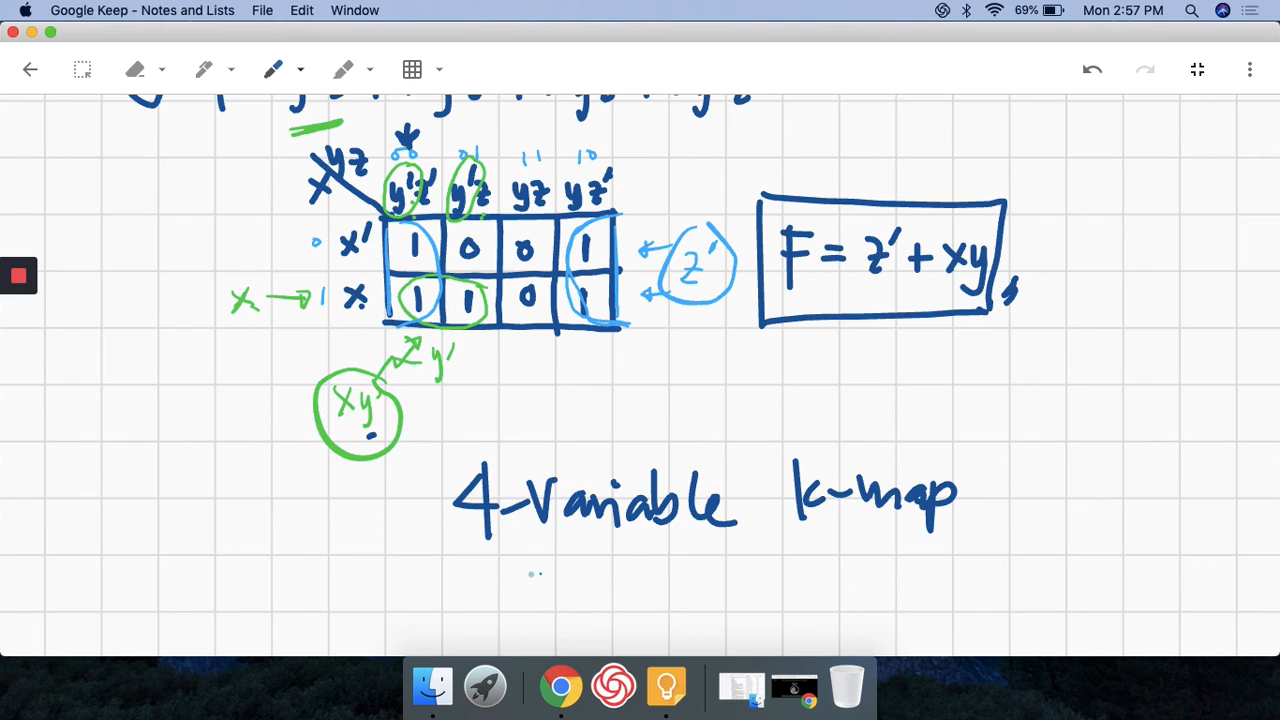 Google Keep - Notes and Lists File Edit Window 69% Mon 2:57 PM
yz
x
00 01 11 10
y'z' y'z yz yz'
0 x' 1 0 0 1
x 1 x 1 1 0 1
z'
F = z' + xy'
y'
xy'
4-Variable k-map